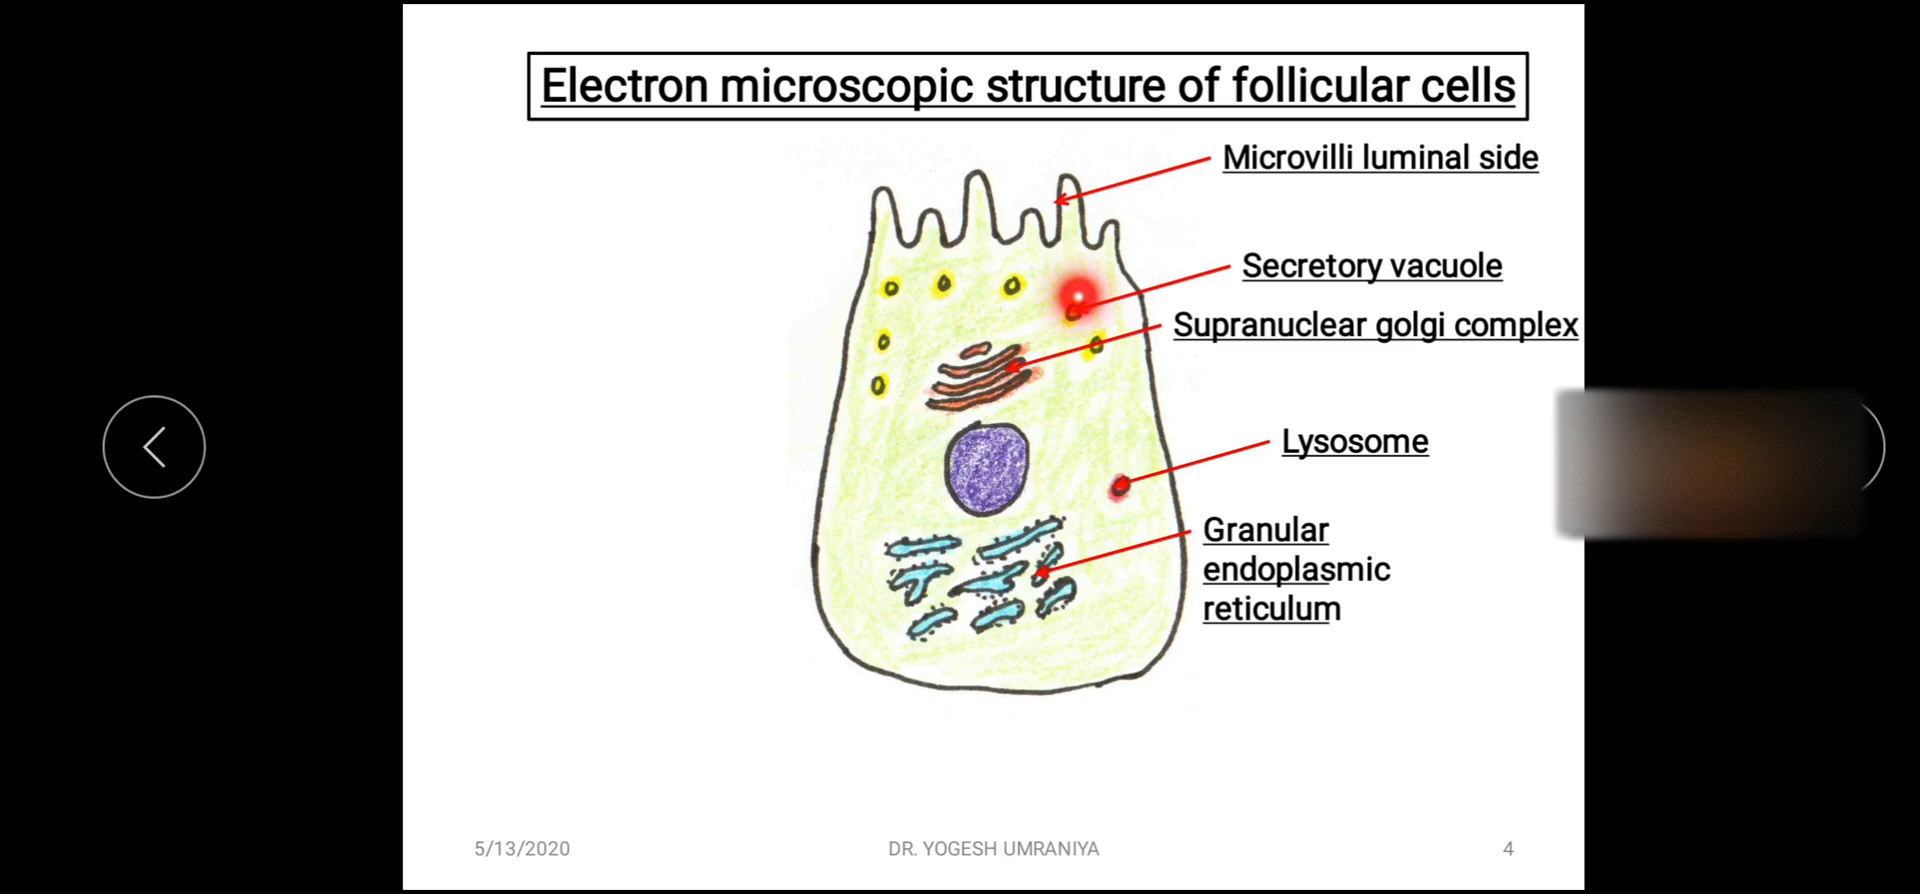 Electron microscopic structure of follicular cells
Microvilli luminal side
Secretory vacuole
Supranuclear golgi complex
Lysosome
Granular
endoplasmic
reticulum
5/13/2020
DR. YOGESH UMRANIYA
4